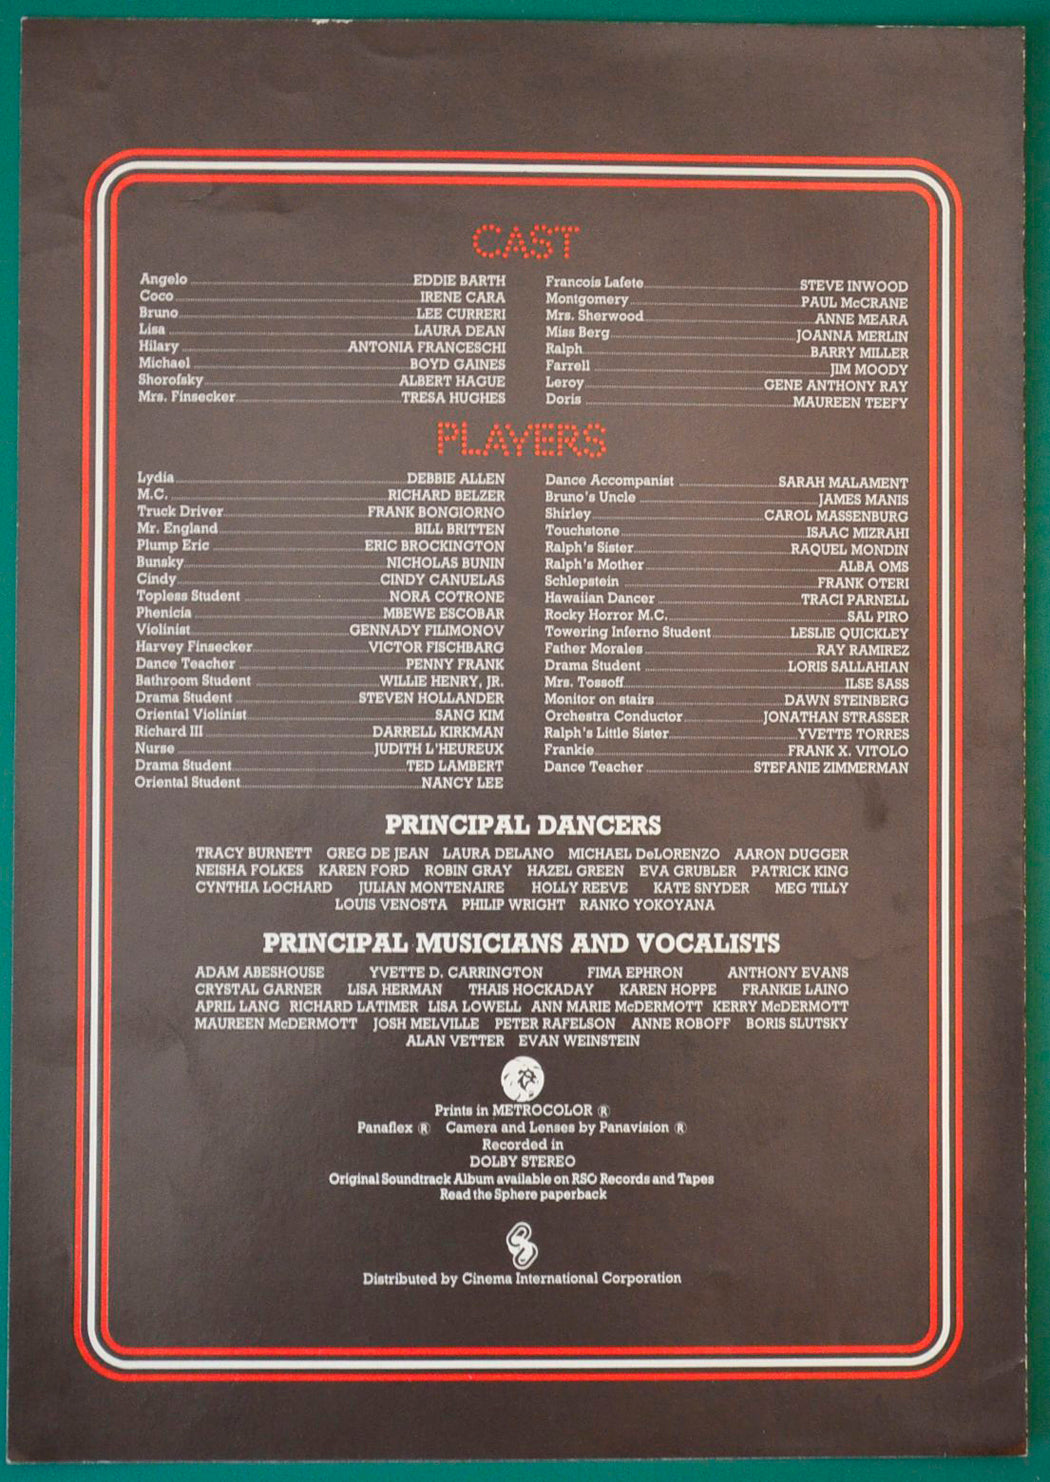 CAST
Angelo EDDIE BARTH
Coco IRENE CARA
Bruno LEE CURRERI
Lisa LAURA DEAN
Hilary ANTONIA FRANCESCHI
Michael BOYD GAINES
Shorofsky ALBERT HAGUE
Mrs. Finsecker TRESA HUGHES
Francois Lafete STEVE INWOOD
Montgomery PAUL McCRANE
Mrs. Sherwood ANNE MEARA
Miss Berg JOANNA MERLIN
Ralph BARRY MILLER
Farrell JIM MOODY
Leroy GENE ANTHONY RAY
Doris MAUREEN TEEFY
PLAYERS
Lydia DEBBIE ALLEN
M.C. RICHARD BELZER
Truck Driver FRANK BONGIORNO
Mr. England BILL BRITTEN
Plump Eric ERIC BROCKINGTON
Bunsky NICHOLAS BUNIN
Cindy CINDY CANUELAS
Topless Student NORA COTRONE
Phenicia MBEWE ESCOBAR
Violinist GENNADY FILIMONOV
Harvey Finsecker VICTOR FISCHBARG
Dance Teacher PENNY FRANK
Bathroom Student WILLIE HENRY, JR.
Drama Student STEVEN HOLLANDER
Oriental Violinist SANG KIM
Richard III DARRELL KIRKMAN
Nurse JUDITH L'HEUREUX
Drama Student TED LAMBERT
Oriental Student NANCY LEE
Dance Accompanist SARAH MALAMENT
Bruno's Uncle JAMES MANIS
Shirley CAROL MASSENBURG
Touchstone ISAAC MIZRAHI
Ralph's Sister RAQUEL MONDIN
Ralph's Mother ALBA OMS
Schlepstein FRANK OTERI
Hawaiian Dancer TRACI PARNELL
Rocky Horror M.C. SAL PIRO
Towering Inferno Student LESLIE QUICKLEY
Father Morales RAY RAMIREZ
Drama Student LORIS SALLAHIAN
Mrs. Tossoff ILSE SASS
Monitor on stairs DAWN STEINBERG
Orchestra Conductor JONATHAN STRASSER
Ralph's Little Sister YVETTE TORRES
Frankie FRANK X. VITOLO
Dance Teacher STEFANIE ZIMMERMAN
PRINCIPAL DANCERS
TRACY BURNETT GREG DE JEAN LAURA DELANO MICHAEL DeLORENZO AARON DUGGER
NEISHA FOLKES KAREN FORD ROBIN GRAY HAZEL GREEN EVA GRUBLER PATRICK KING
CYNTHIA LOCHARD JULIAN MONTENAIRE HOLLY REEVE KATE SNYDER MEG TILLY
LOUIS VENOSTA PHILIP WRIGHT RANKO YOKOYANA
PRINCIPAL MUSICIANS AND VOCALISTS
ADAM ABESHOUSE YVETTE D. CARRINGTON FIMA EPHRON ANTHONY EVANS
CRYSTAL GARNER LISA HERMAN THAIS HOCKADAY KAREN HOPPE FRANKIE LAINO
APRIL LANG RICHARD LATIMER LISA LOWELL ANN MARIE McDERMOTT KERRY McDERMOTT
MAUREEN McDERMOTT JOSH MELVILLE PETER RAFELSON ANNE ROBOFF BORIS SLUTSKY
ALAN VETTER EVAN WEINSTEIN
Prints in METROCOLOR ®
Panaflex ® Camera and Lenses by Panavision ®
Recorded in
DOLBY STEREO
Original Soundtrack Album available on RSO Records and Tapes
Read the Sphere paperback
Distributed by Cinema International Corporation